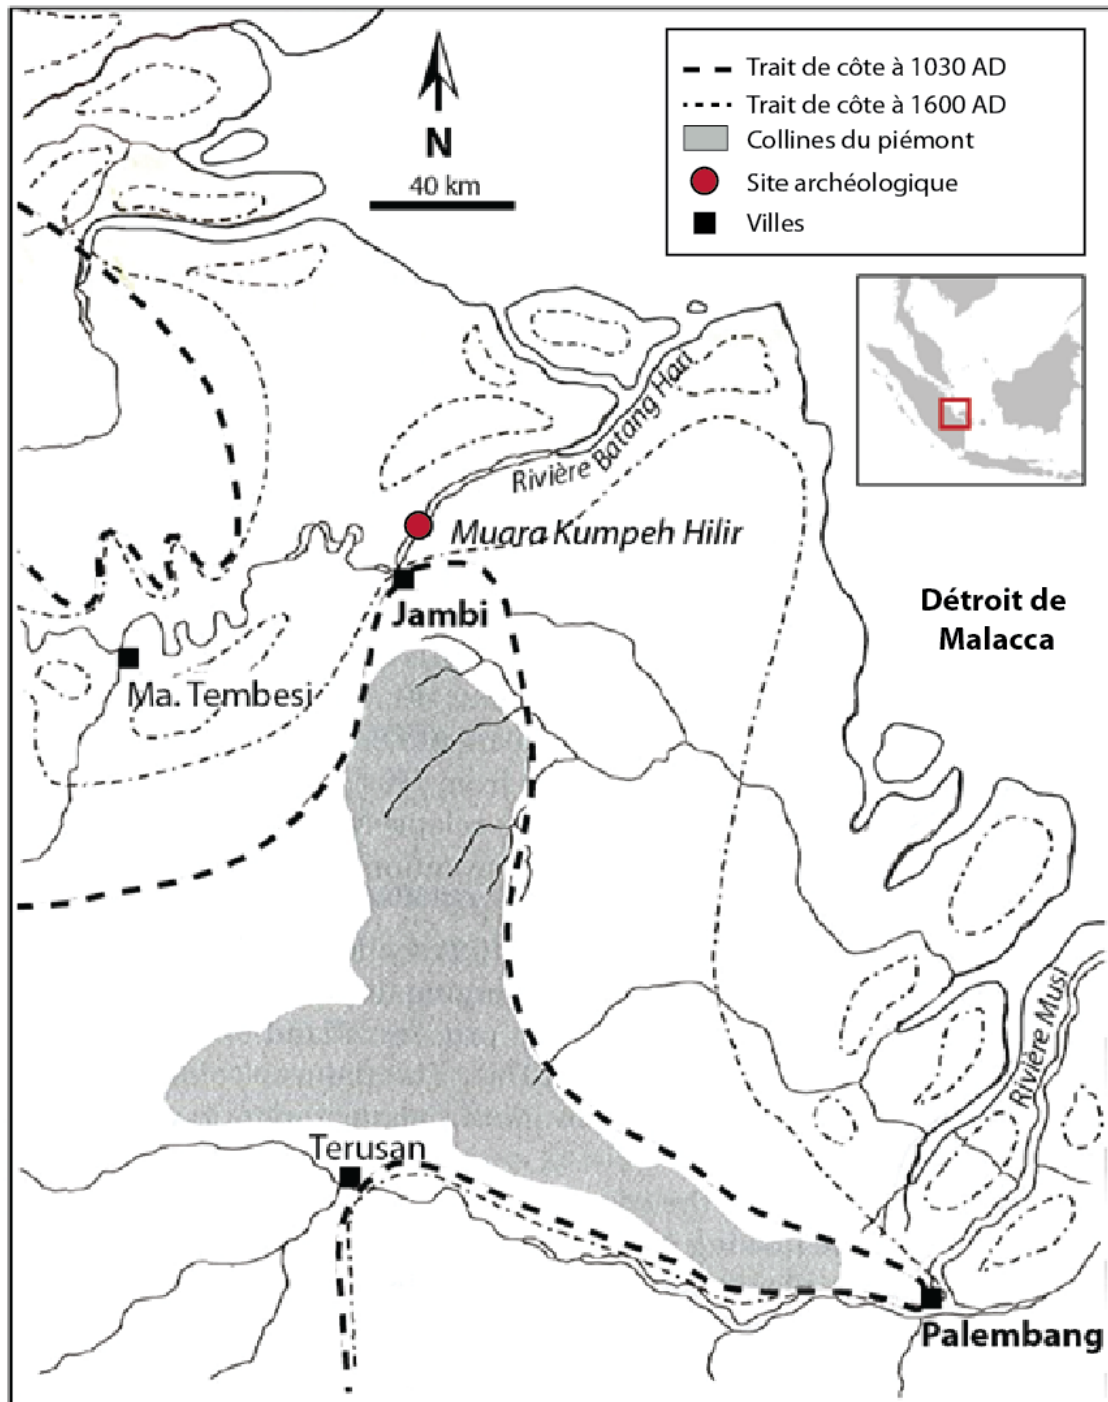 Trait de côte à 1030 AD
Trait de côte à 1600 AD
Collines du piémont
Site archéologique
Villes
N
40 km
Rivière Batang Hari
Muara Kumpeh Hilir
Jambi
Détroit de
Malacca
Ma. Tembesi
Rivière Musi
Terusan
Palembang